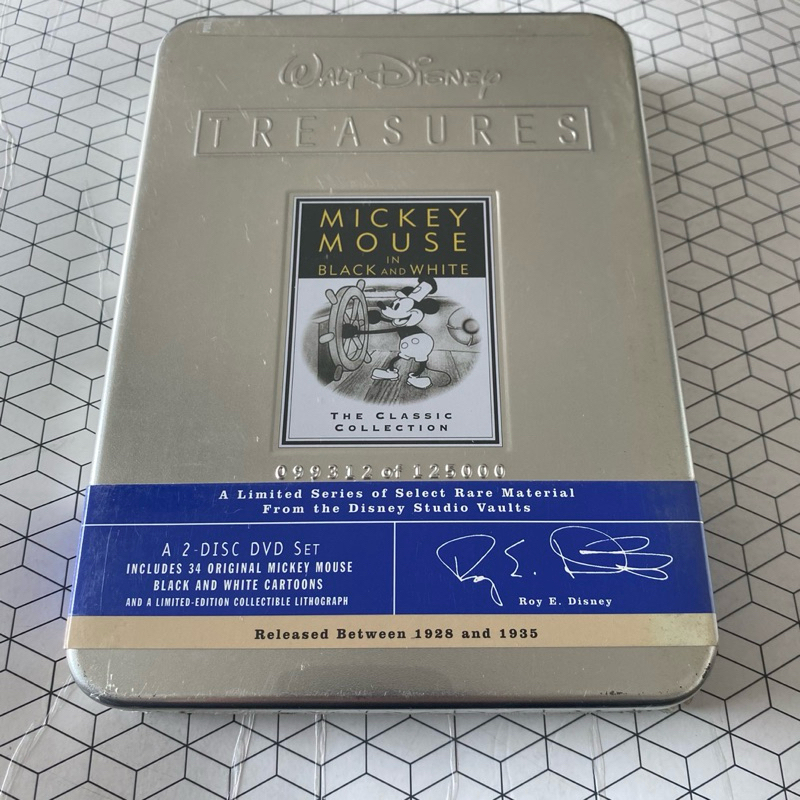 WALT DISNEY
TREASURES
MICKEY
MOUSE
IN
BLACK AND WHITE
THE CLASSIC
COLLECTION
099312 of 125000
A Limited Series of Select Rare Material
From the Disney Studio Vaults
A 2-DISC DVD SET
INCLUDES 34 ORIGINAL MICKEY MOUSE
BLACK AND WHITE CARTOONS
AND A LIMITED-EDITION COLLECTIBLE LITHOGRAPH
Roy E. Disney
Roy E. Disney
Released Between 1928 and 1935